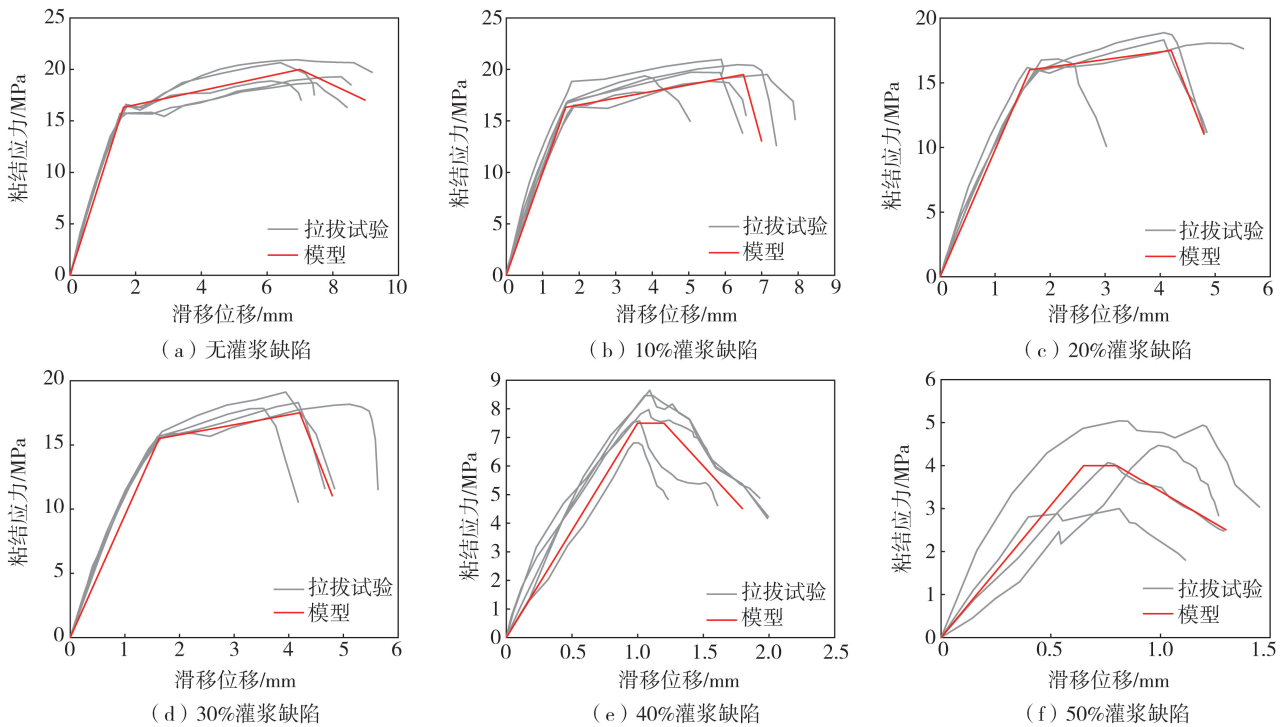 25
20
15
10
5
0
粘结应力/MPa
拉拔试验
模型
0 2 4 6 8 10
滑移位移/mm
(a)无灌浆缺陷
25
20
15
10
5
0
粘结应力/MPa
拉拔试验
模型
0 1 2 3 4 5 6 7 8 9
滑移位移/mm
(b)10%灌浆缺陷
20
15
10
5
0
粘结应力/MPa
拉拔试验
模型
0 1 2 3 4 5 6
滑移位移/mm
(c)20%灌浆缺陷
20
15
10
5
0
粘结应力/MPa
拉拔试验
模型
0 1 2 3 4 5 6
滑移位移/mm
(d)30%灌浆缺陷
9
8
7
6
5
4
3
2
1
0
粘结应力/MPa
拉拔试验
模型
0 0.5 1.0 1.5 2.0 2.5
滑移位移/mm
(e)40%灌浆缺陷
6
5
4
3
2
1
0
粘结应力/MPa
拉拔试验
模型
0 0.5 1.0 1.5
滑移位移/mm
(f)50%灌浆缺陷